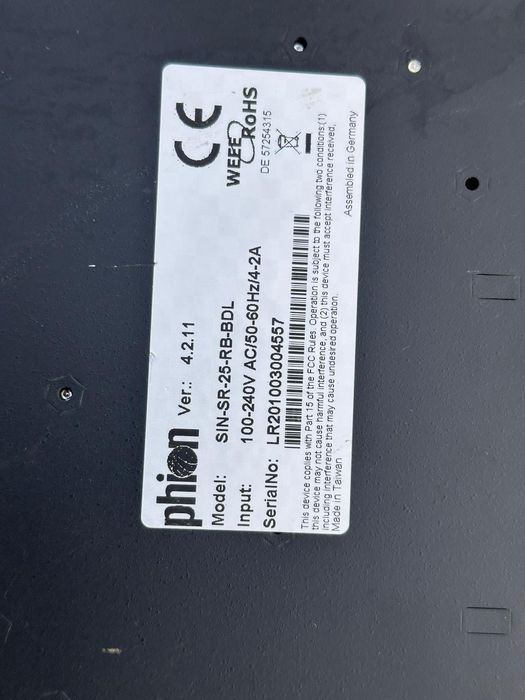 phion Ver.: 4.2.11
Model: SIN-SR-25-RB-BDL
Input: 100-240V AC/50-60Hz/4-2A
SerialNo: LR201003004557
CE
WEEE RoHS
DE 57254315
This device coplies with Part 15 of the FCC Rules. Operation is subject to the following two conditions:(1)
this device may not cause harmful interference, and (2) this device must accept interference received,
including interference that may cause undesired operation.
Made in Taiwan
Assembled in Germany